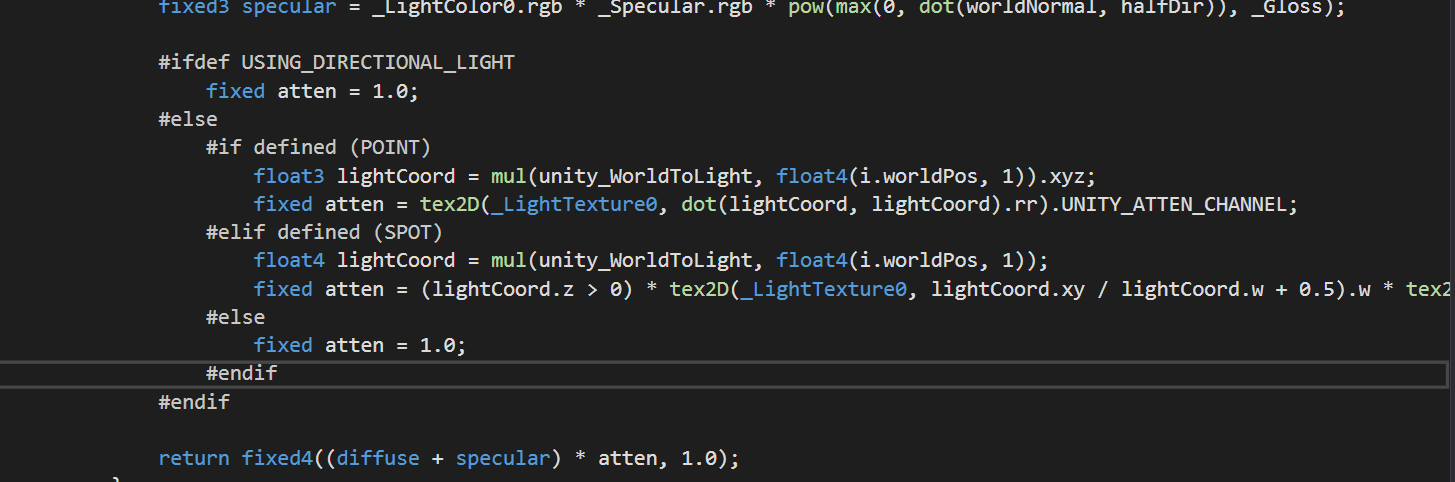 fixed3 specular = _LightColor0.rgb * _Specular.rgb * pow(max(0, dot(worldNormal, halfDir)), _Gloss);
#ifdef USING_DIRECTIONAL_LIGHT
fixed atten = 1.0;
#else
#if defined (POINT)
float3 lightCoord = mul(unity_WorldToLight, float4(i.worldPos, 1)).xyz;
fixed atten = tex2D(_LightTexture0, dot(lightCoord, lightCoord).rr).UNITY_ATTEN_CHANNEL;
#elif defined (SPOT)
float4 lightCoord = mul(unity_WorldToLight, float4(i.worldPos, 1));
fixed atten = (lightCoord.z > 0) * tex2D(_LightTexture0, lightCoord.xy / lightCoord.w + 0.5).w * tex2
#else
fixed atten = 1.0;
#endif
#endif
return fixed4((diffuse + specular) * atten, 1.0);